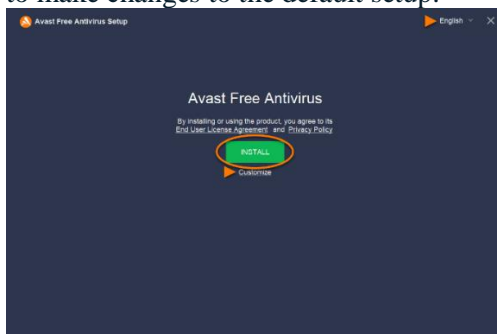 to make changes to the default setup.
Avast Free Antivirus Setup
English
Avast Free Antivirus
By installing or using the product, you agree to its
End User License Agreement and Privacy Policy
INSTALL
Customize